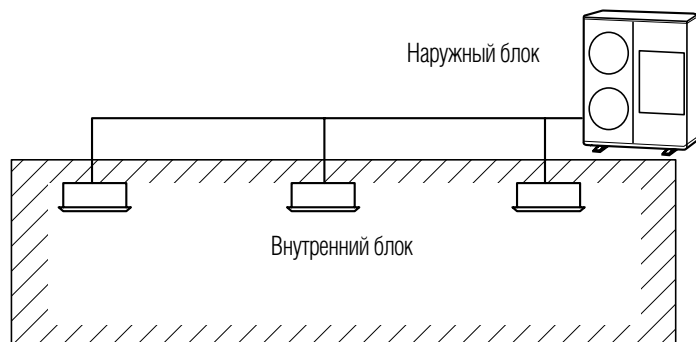 Наружный блок
Внутренний блок